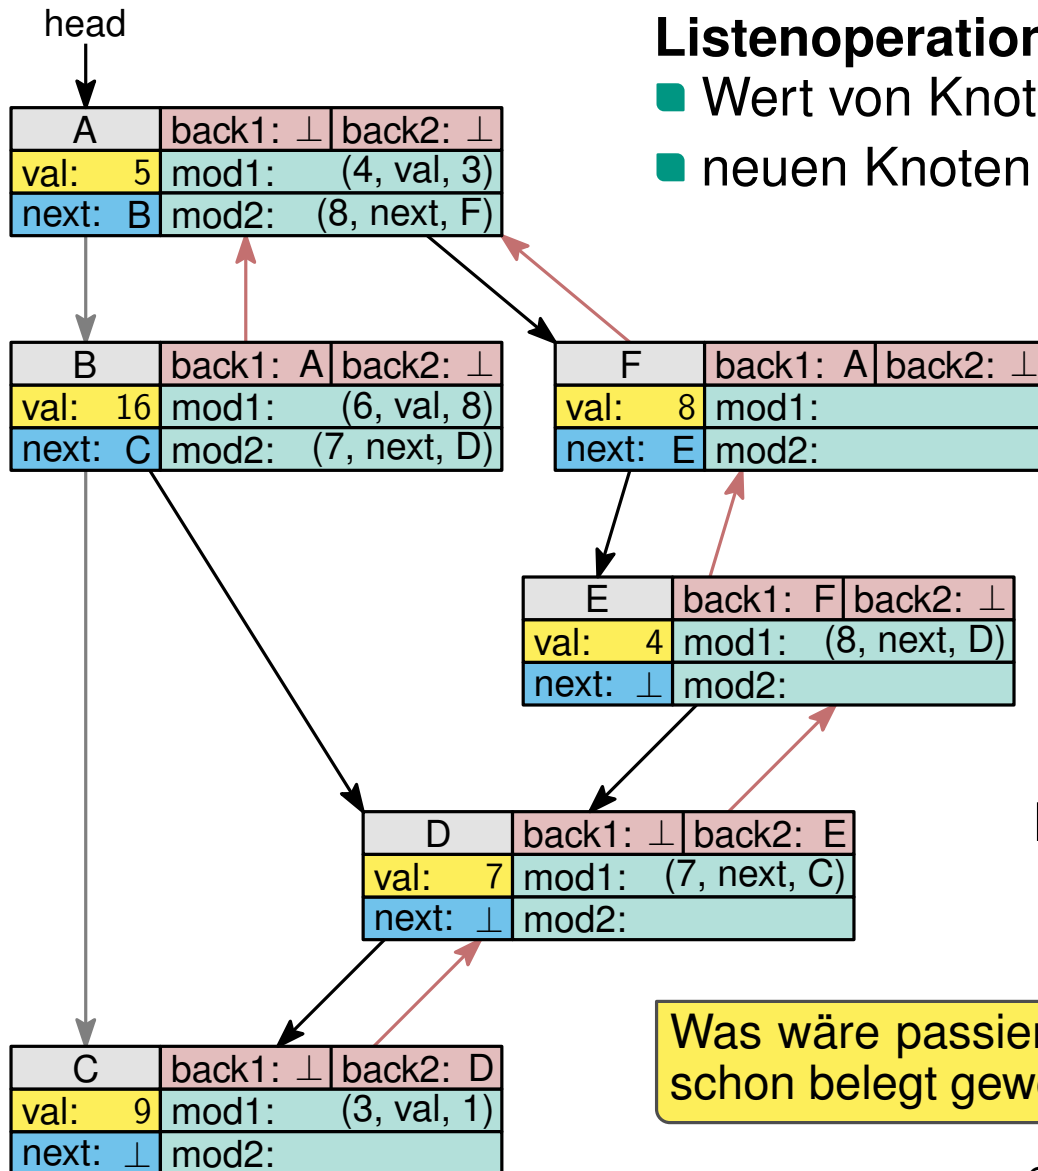 head
Listenoperation
Wert von Knot
neuen Knoten
A back1: ⊥ back2: ⊥
val: 5 mod1: (4, val, 3)
next: B mod2: (8, next, F)
B back1: A back2: ⊥
val: 16 mod1: (6, val, 8)
next: C mod2: (7, next, D)
F back1: A back2: ⊥
val: 8 mod1:
next: E mod2:
E back1: F back2: ⊥
val: 4 mod1: (8, next, D)
next: ⊥ mod2:
D back1: ⊥ back2: E
val: 7 mod1: (7, next, C)
next: ⊥ mod2:
Was wäre passier
schon belegt gew
C back1: ⊥ back2: D
val: 9 mod1: (3, val, 1)
next: ⊥ mod2: